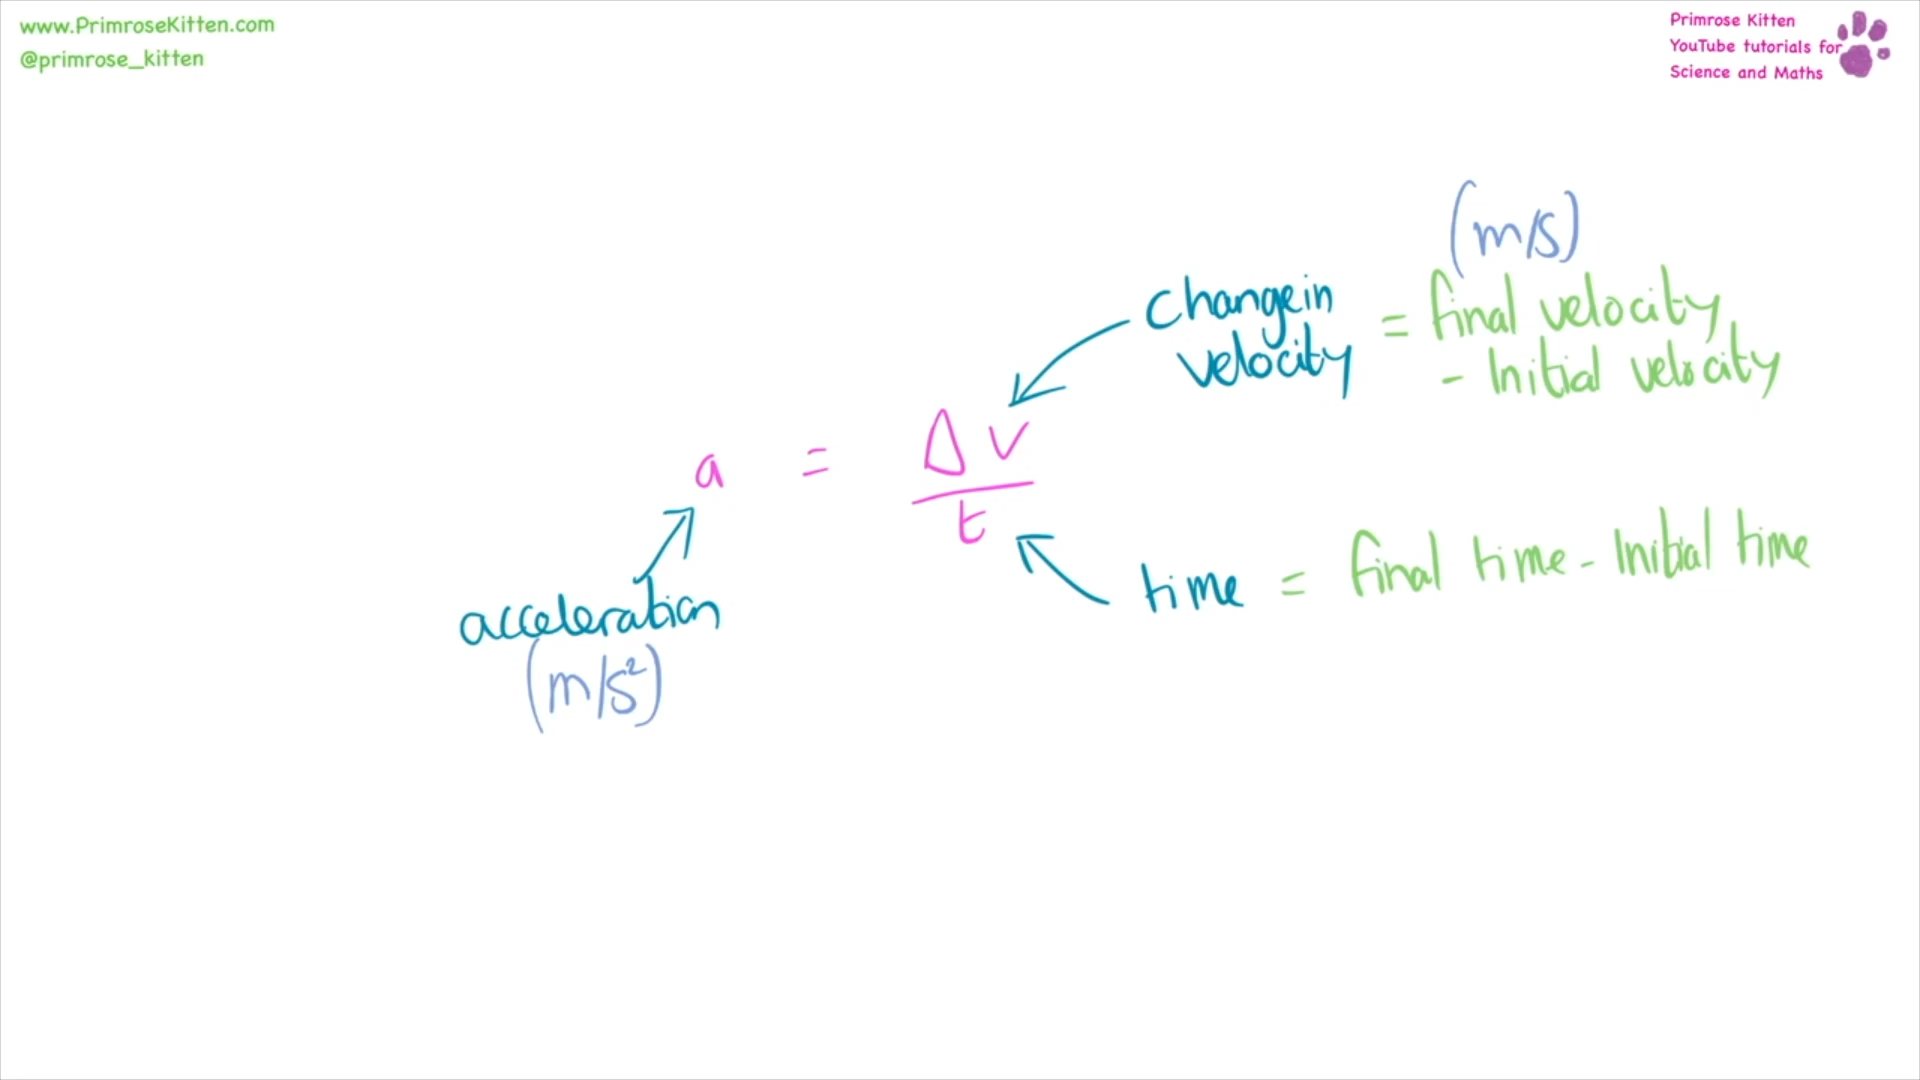 www.PrimroseKitten.com
@primrose_kitten
Primrose Kitten
YouTube tutorials for
Science and Maths
(m/s)
Change in
velocity
= final velocity
- Initial velocity
a = Δv
t
acceleration
(m/s²)
time = final time - Initial time